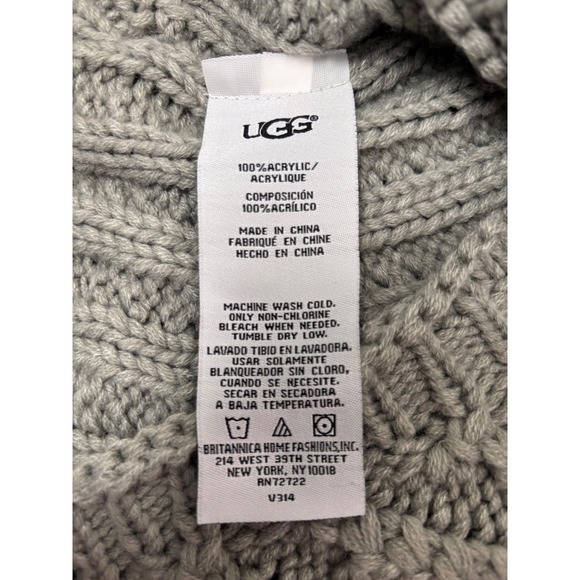 UGG®
100%ACRYLIC/
ACRYLIQUE
COMPOSICIÓN
100%ACRÍLICO
MADE IN CHINA
FABRIQUÉ EN CHINE
HECHO EN CHINA
MACHINE WASH COLD.
ONLY NON-CHLORINE
BLEACH WHEN NEEDED.
TUMBLE DRY LOW.
LAVADO TIBIO EN LAVADORA.
USAR SOLAMENTE
BLANQUEADOR SIN CLORO,
CUANDO SE NECESITE.
SECAR EN SECADORA
A BAJA TEMPERATURA.
BRITANNICA HOME FASHIONS,INC.
214 WEST 39TH STREET
NEW YORK, NY10018
RN72722
V314